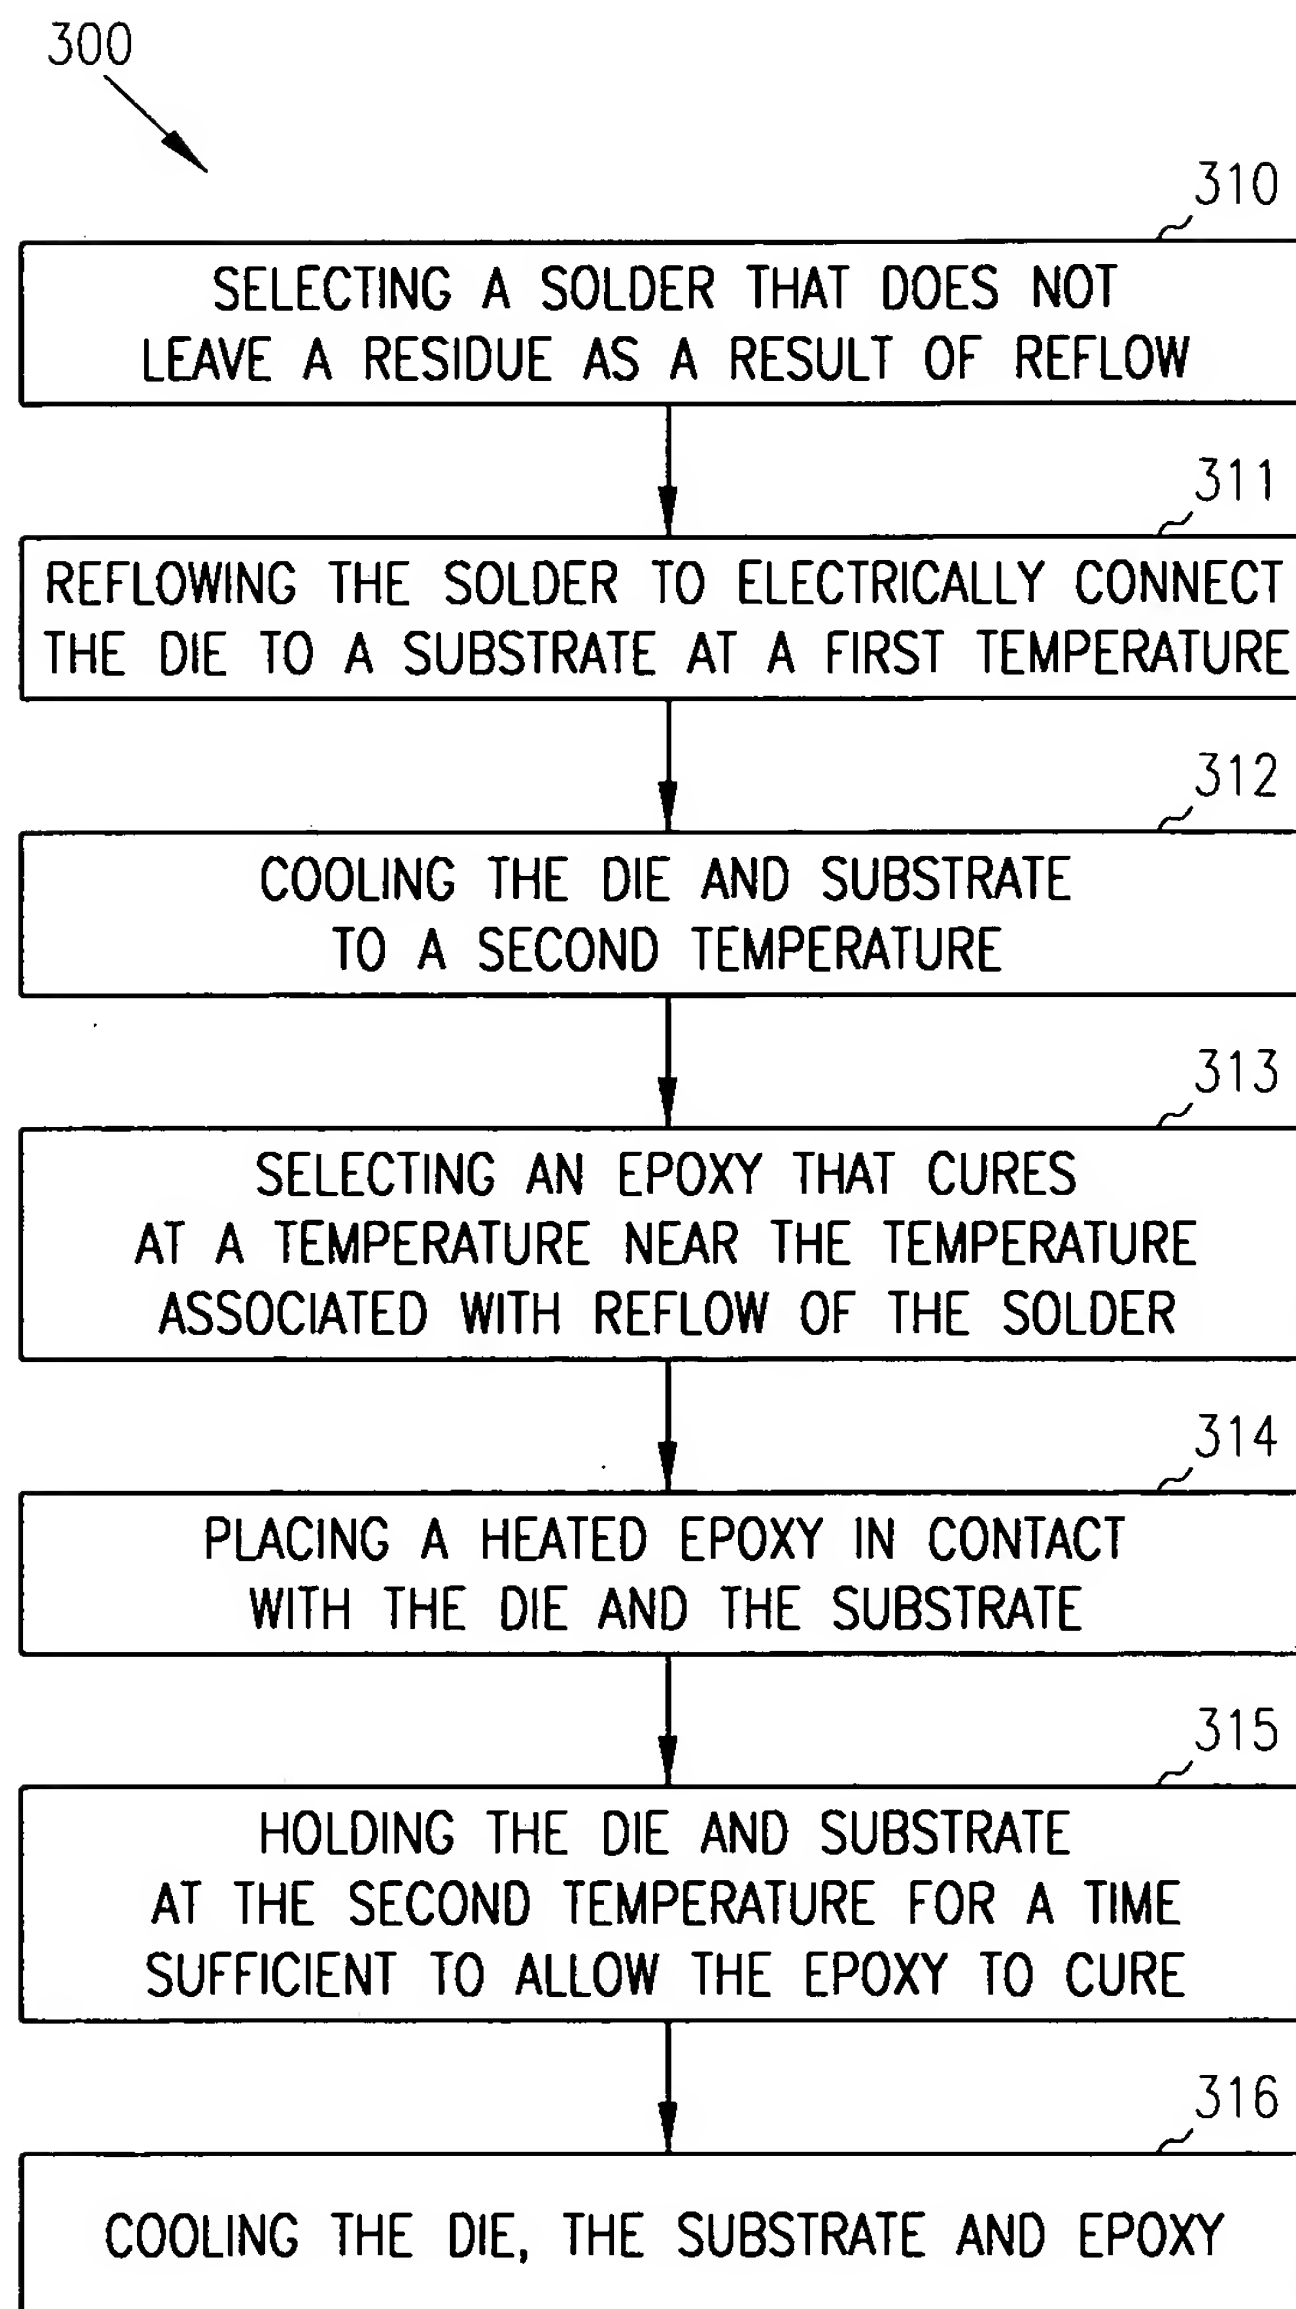 300
310
SELECTING A SOLDER THAT DOES NOT
LEAVE A RESIDUE AS A RESULT OF REFLOW
311
REFLOWING THE SOLDER TO ELECTRICALLY CONNECT
THE DIE TO A SUBSTRATE AT A FIRST TEMPERATURE
312
COOLING THE DIE AND SUBSTRATE
TO A SECOND TEMPERATURE
313
SELECTING AN EPOXY THAT CURES
AT A TEMPERATURE NEAR THE TEMPERATURE
ASSOCIATED WITH REFLOW OF THE SOLDER
314
PLACING A HEATED EPOXY IN CONTACT
WITH THE DIE AND THE SUBSTRATE
315
HOLDING THE DIE AND SUBSTRATE
AT THE SECOND TEMPERATURE FOR A TIME
SUFFICIENT TO ALLOW THE EPOXY TO CURE
316
COOLING THE DIE, THE SUBSTRATE AND EPOXY